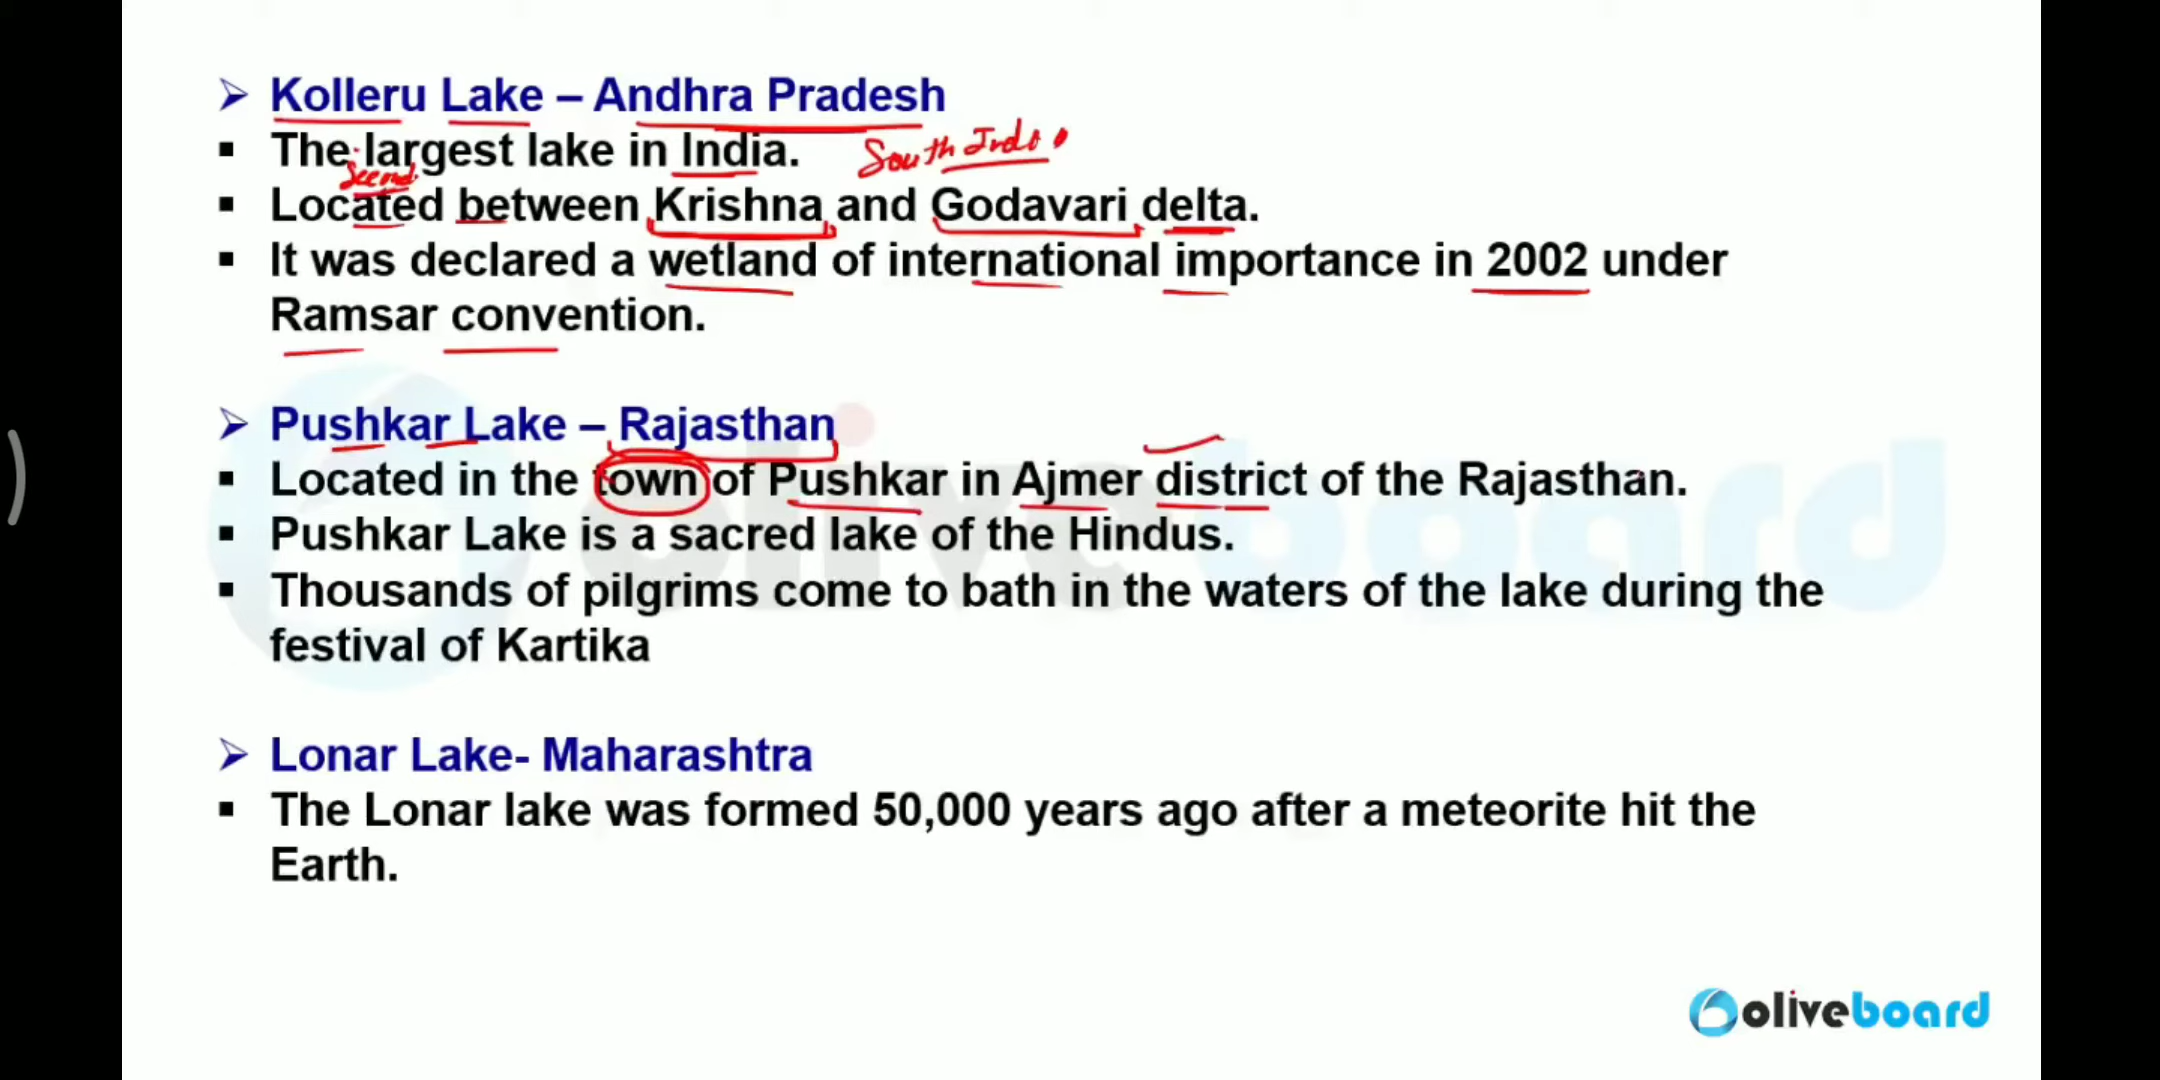 ➢ Kolleru Lake – Andhra Pradesh
▪ The largest lake in India. South India
Second
▪ Located between Krishna and Godavari delta.
▪ It was declared a wetland of international importance in 2002 under
Ramsar convention.
➢ Pushkar Lake – Rajasthan
▪ Located in the town of Pushkar in Ajmer district of the Rajasthan.
▪ Pushkar Lake is a sacred lake of the Hindus.
▪ Thousands of pilgrims come to bath in the waters of the lake during the
festival of Kartika
➢ Lonar Lake- Maharashtra
▪ The Lonar lake was formed 50,000 years ago after a meteorite hit the
Earth.
oliveboard